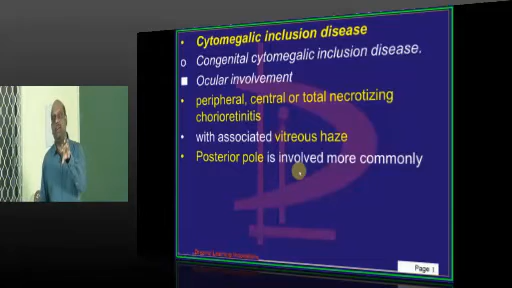 Cytomegalic inclusion disease
Congenital cytomegalic inclusion disease.
Ocular involvement
peripheral, central or total necrotizing
chorioretinitis
with associated vitreous haze
Posterior pole is involved more commonly
Page 1